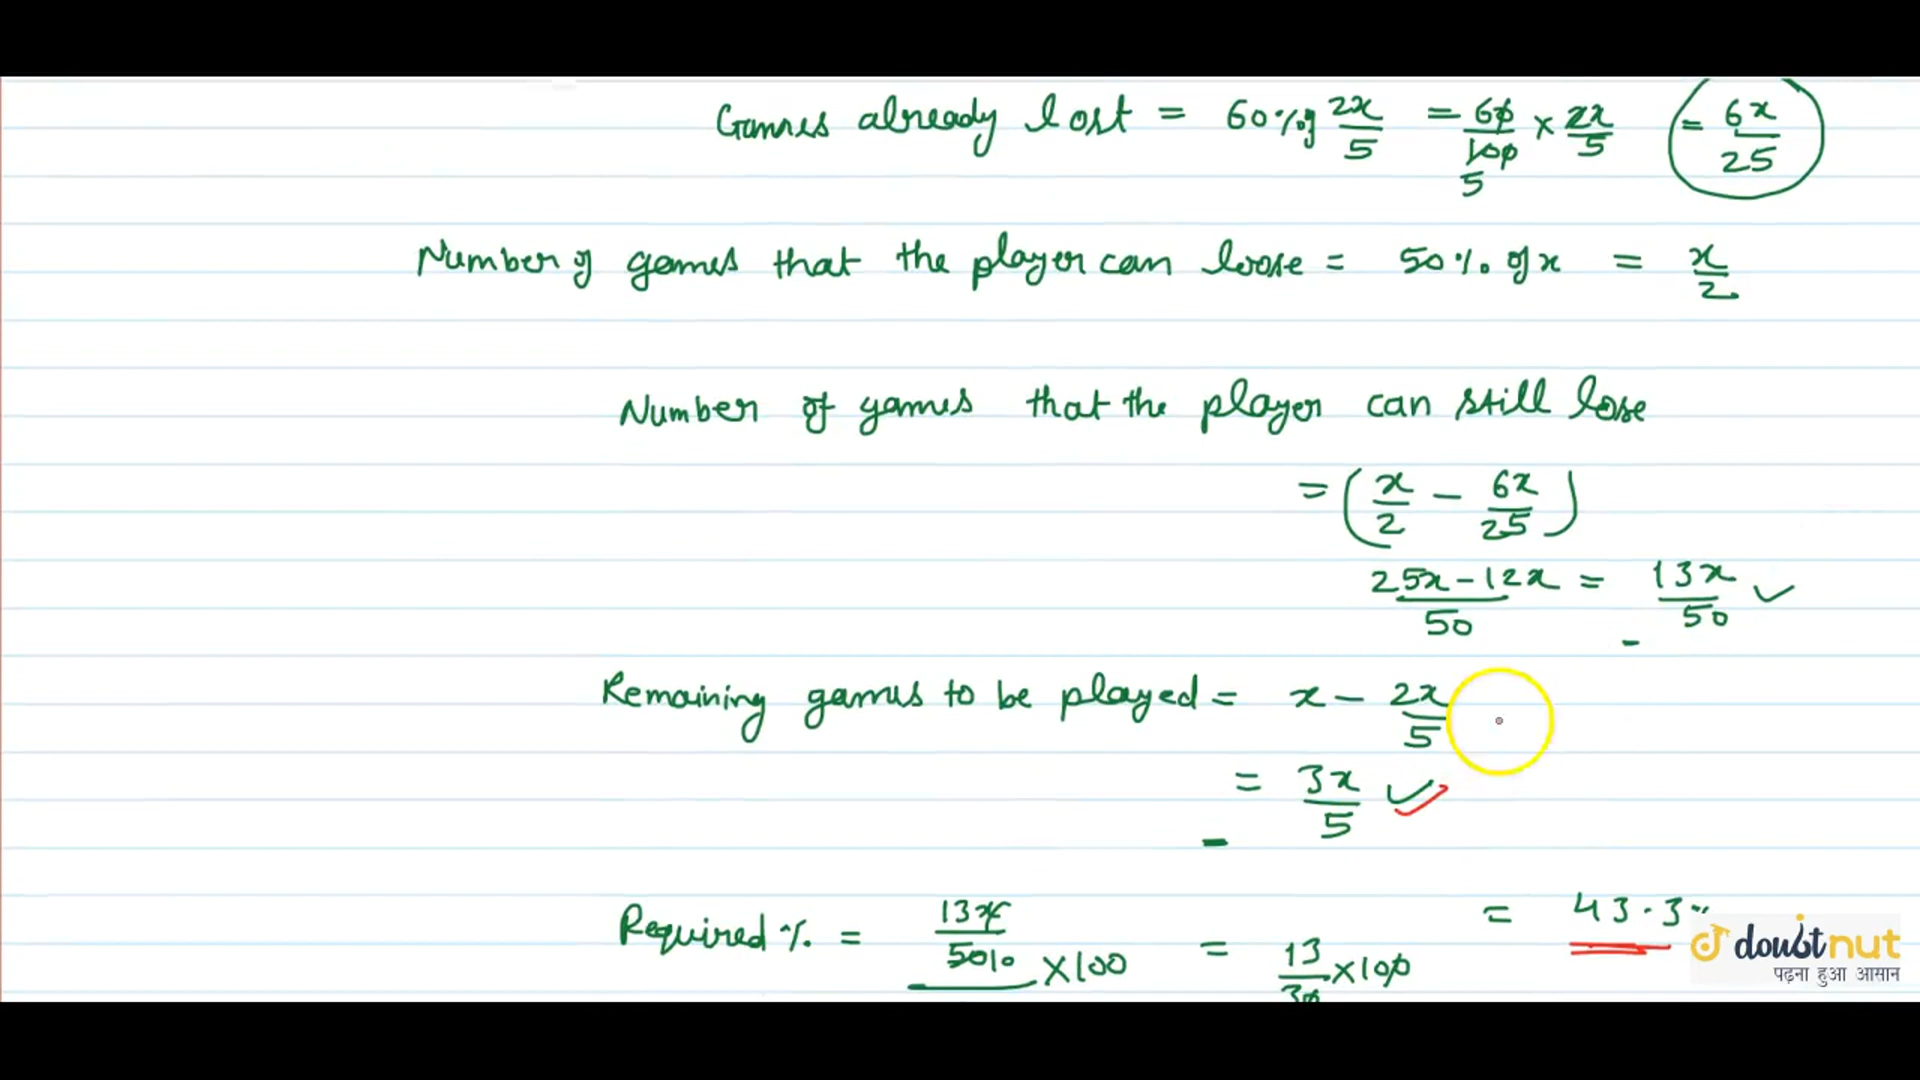 Games already lost = 60% of 2x/5 = 60/100 5 × 2x/5 = 6x/25
Number of games that the player can loose = 50% of x = x/2
Number of games that the player can still lose
= (x/2 - 6x/25)
25x-12x/50 = 13x/50 ✓
Remaining games to be played = x - 2x/5
= 3x/5 ✓
Required % = 13x/50 10 ×100 = 13/30 ×100 = 43.3%
doubtnut
पढ़ना हुआ आसान